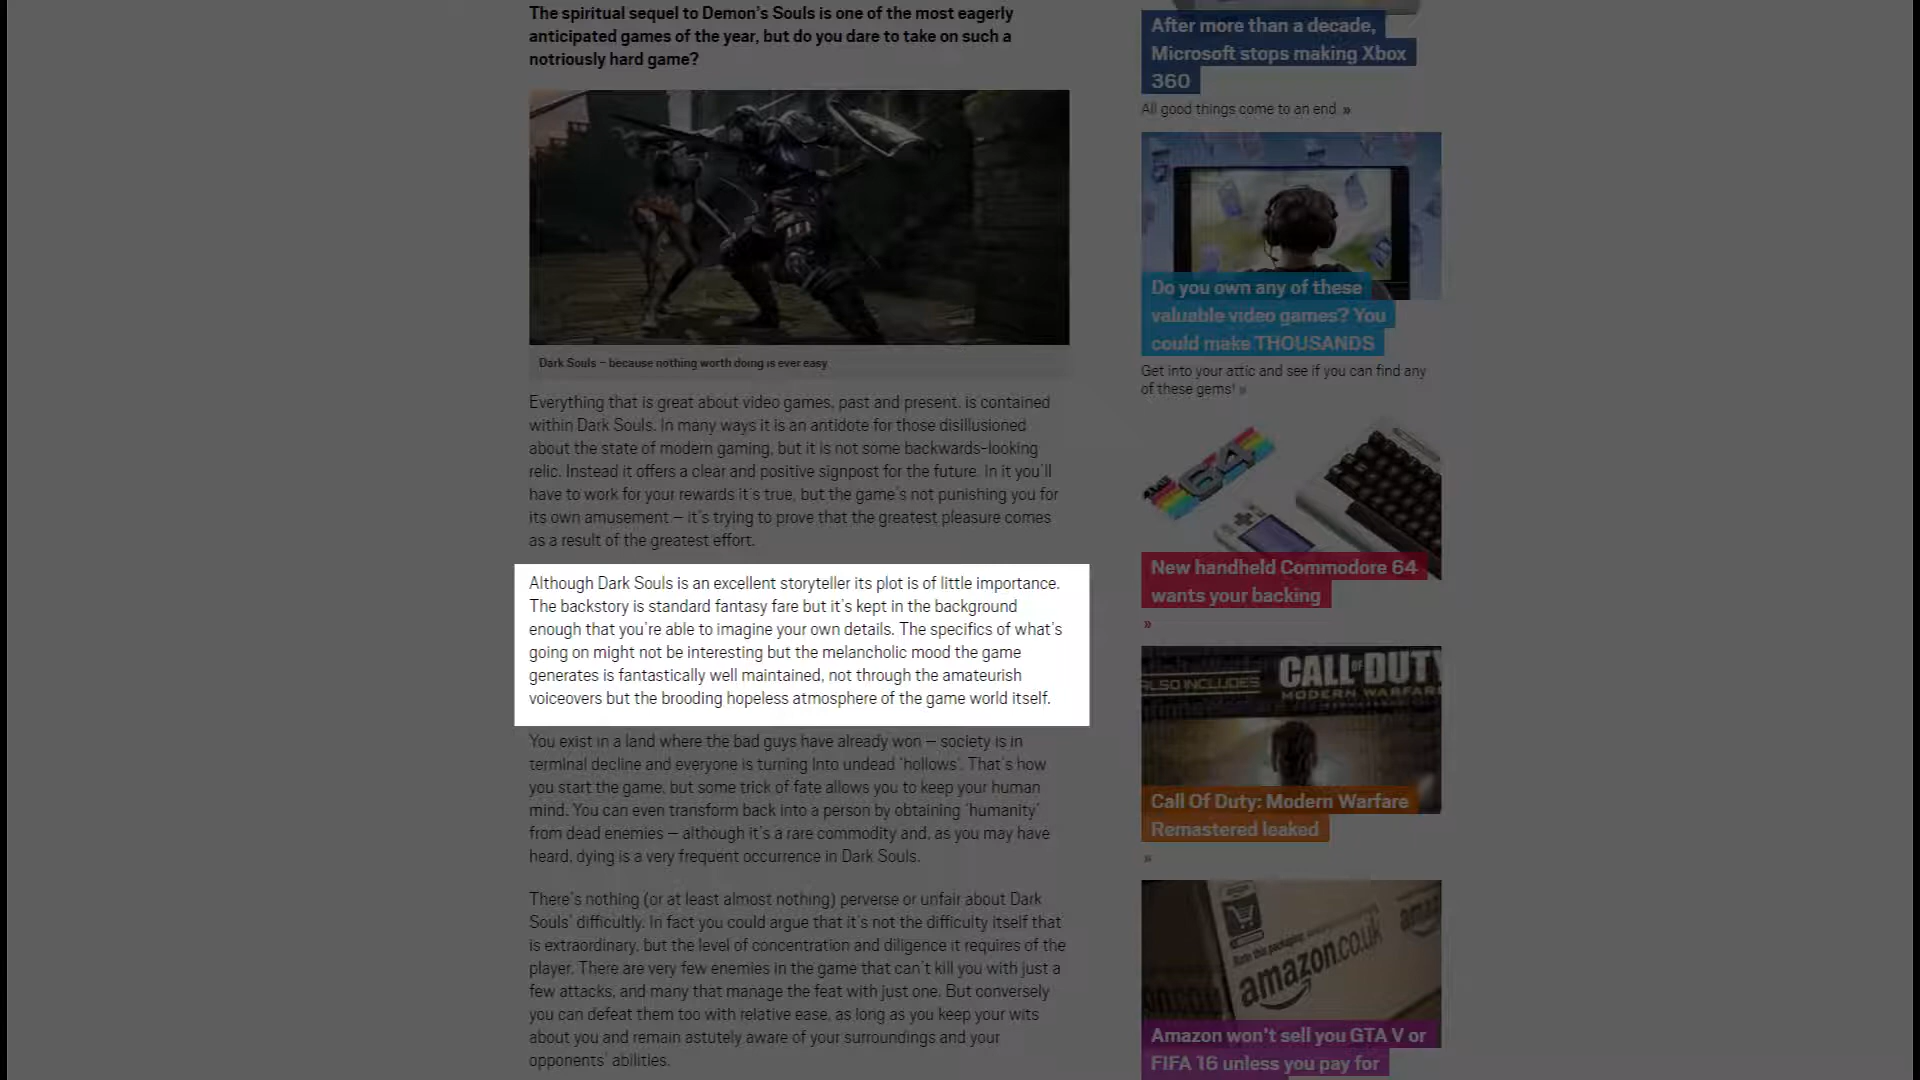 The spiritual sequel to Demon's Souls is one of the most eagerly
anticipated games of the year, but do you dare to take on such a
notriously hard game?
Dark Souls – because nothing worth doing is ever easy
Everything that is great about video games, past and present, is contained
within Dark Souls. In many ways it is an antidote for those disillusioned
about the state of modern gaming, but it is not some backwards-looking
relic. Instead it offers a clear and positive signpost for the future. In it you'll
have to work for your rewards it's true, but the game's not punishing you for
its own amusement – it's trying to prove that the greatest pleasure comes
as a result of the greatest effort.
Although Dark Souls is an excellent storyteller its plot is of little importance.
The backstory is standard fantasy fare but it's kept in the background
enough that you're able to imagine your own details. The specifics of what's
going on might not be interesting but the melancholic mood the game
generates is fantastically well maintained, not through the amateurish
voiceovers but the brooding hopeless atmosphere of the game world itself.
You exist in a land where the bad guys have already won – society is in
terminal decline and everyone is turning into undead 'hollows'. That's how
you start the game, but some trick of fate allows you to keep your human
mind. You can even transform back into a person by obtaining 'humanity'
from dead enemies – although it's a rare commodity and, as you may have
heard, dying is a very frequent occurrence in Dark Souls.
There's nothing (or at least almost nothing) perverse or unfair about Dark
Souls' difficultly. In fact you could argue that it's not the difficulty itself that
is extraordinary, but the level of concentration and diligence it requires of the
player. There are very few enemies in the game that can't kill you with just a
few attacks, and many that manage the feat with just one. But conversely
you can defeat them too with relative ease, as long as you keep your wits
about you and remain astutely aware of your surroundings and your
opponents' abilities.
After more than a decade,
Microsoft stops making Xbox
360
All good things come to an end »
Do you own any of these
valuable video games? You
could make THOUSANDS
Get into your attic and see if you can find any
of these gems! »
64
New handheld Commodore 64
wants your backing
»
ALSO INCLUDES
CALL OF DUTY
MODERN WARFAR
Call Of Duty: Modern Warfare
Remastered leaked
»
amazon.co.uk
Amazon won't sell you GTA V or
FIFA 16 unless you pay for